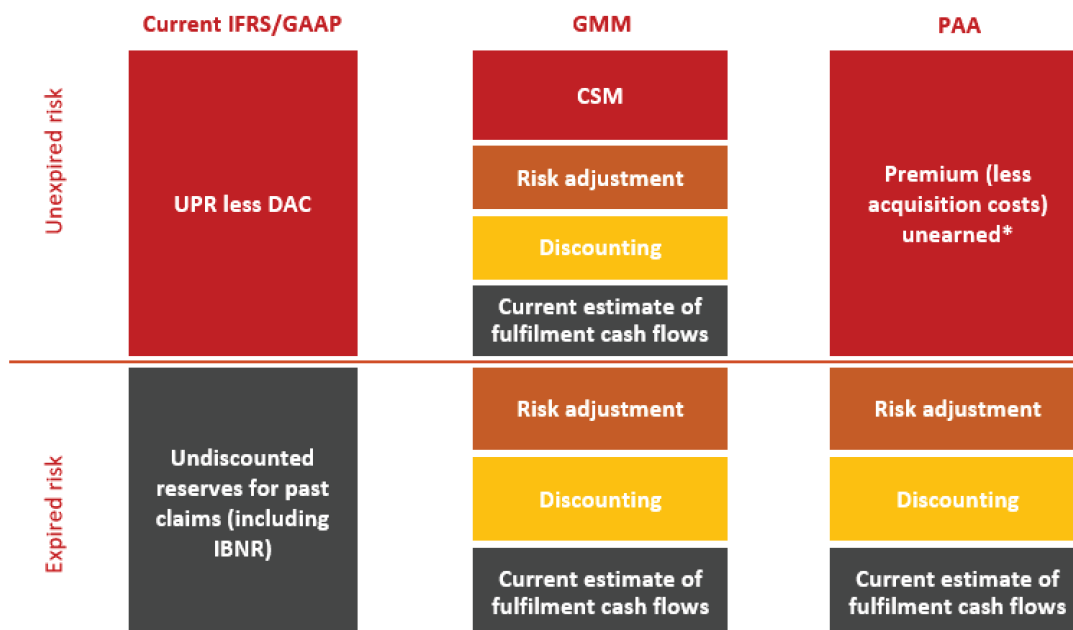 Current IFRS/GAAP
GMM
PAA
Unexpired risk
UPR less DAC
CSM
Risk adjustment
Discounting
Current estimate of
fulfilment cash flows
Premium (less
acquisition costs)
unearned*
Expired risk
Undiscounted
reserves for past
claims (including
IBNR)
Risk adjustment
Discounting
Current estimate of
fulfilment cash flows
Risk adjustment
Discounting
Current estimate of
fulfilment cash flows